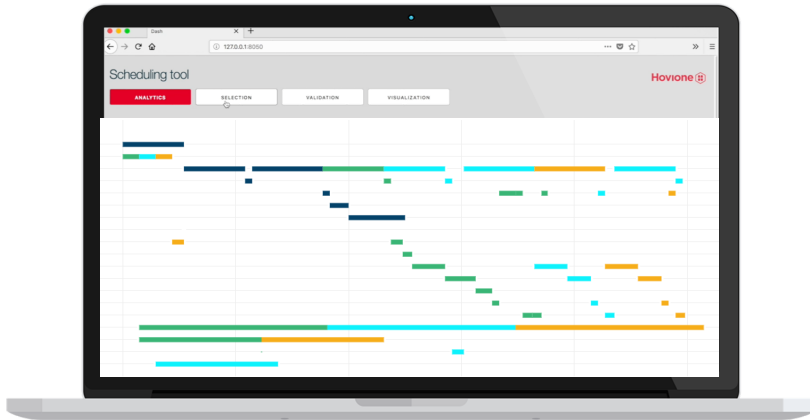 Dash
127.0.0.1:8050
Scheduling tool
Hovione
ANALYTICS
SELECTION
VALIDATION
VISUALIZATION